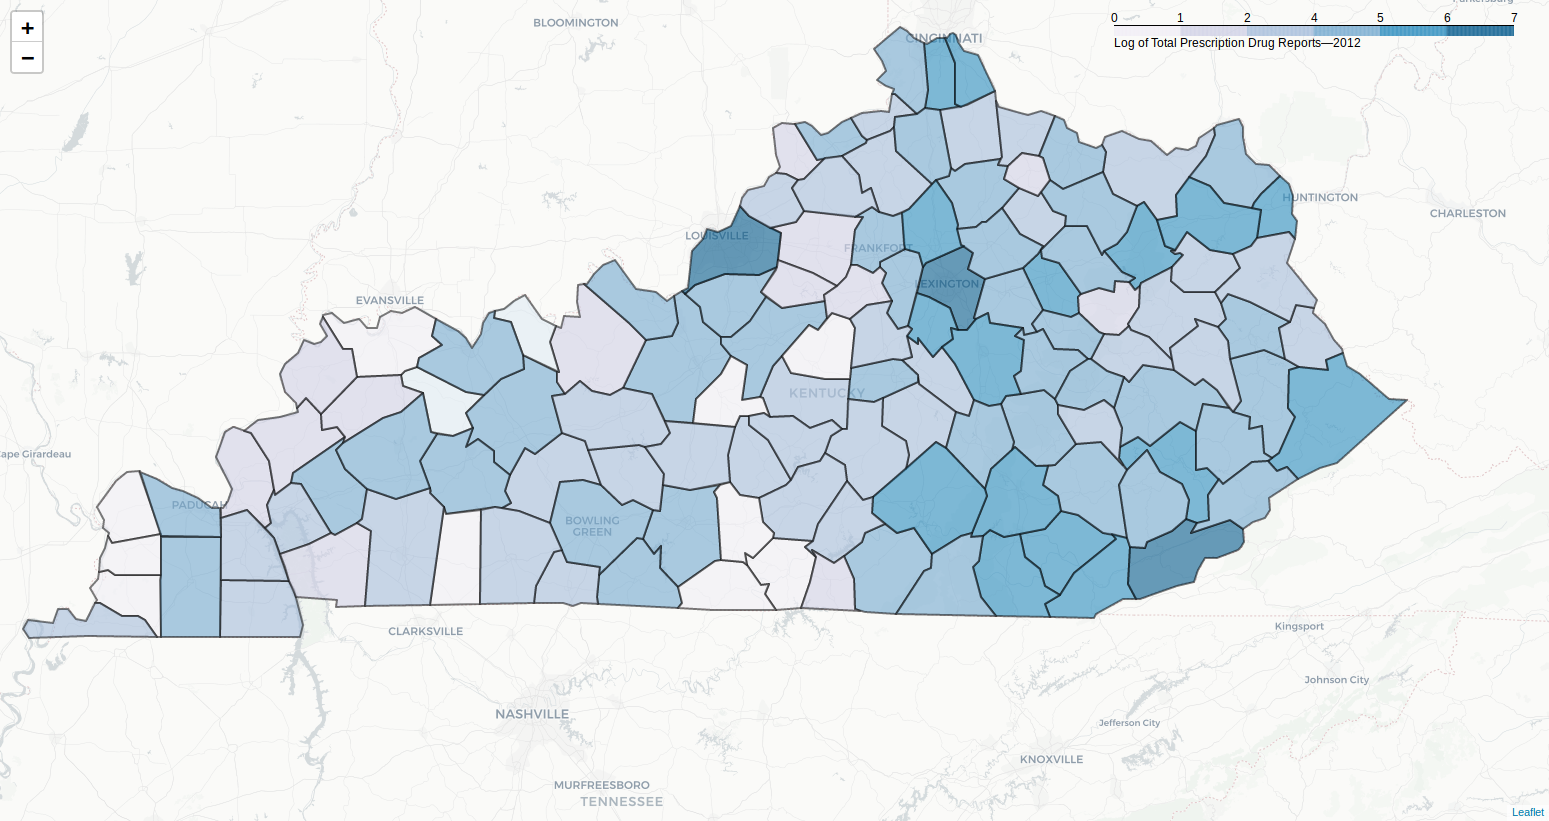 +
−
BLOOMINGTON
CINCINNATI
0 1 2 4 5 6 7
Log of Total Prescription Drug Reports—2012
HUNTINGTON
CHARLESTON
LOUISVILLE
FRANKFORT
LEXINGTON
EVANSVILLE
KENTUCKY
Cape Girardeau
PADUCAH
BOWLING
GREEN
CLARKSVILLE
Kingsport
Johnson City
NASHVILLE
Jefferson City
KNOXVILLE
MURFREESBORO
TENNESSEE
Leaflet